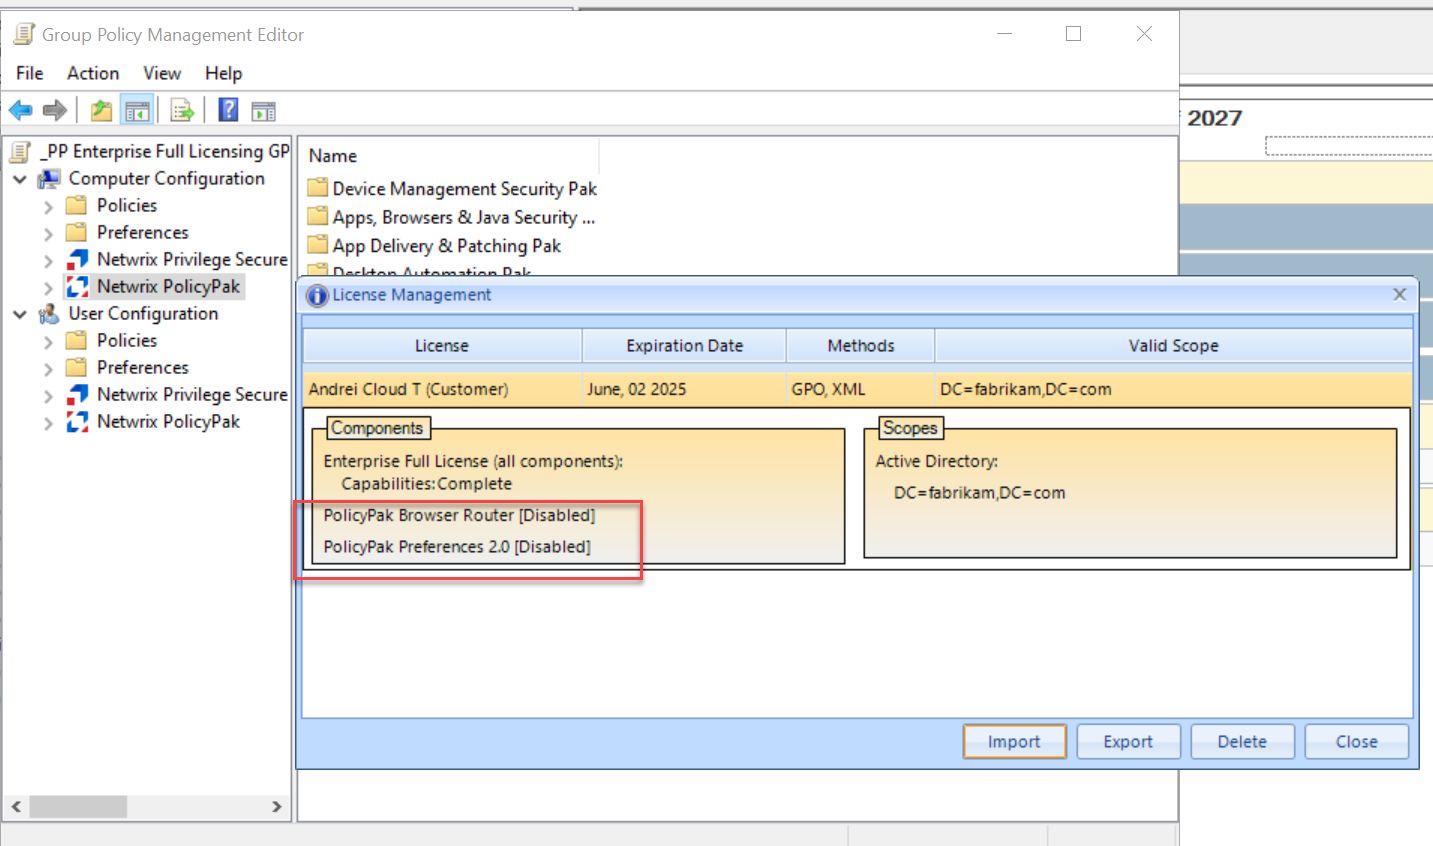 Group Policy Management Editor
File Action View Help
_PP Enterprise Full Licensing GP
Computer Configuration
Policies
Preferences
Netwrix Privilege Secure
Netwrix PolicyPak
User Configuration
Policies
Preferences
Netwrix Privilege Secure
Netwrix PolicyPak
Name
Device Management Security Pak
Apps, Browsers & Java Security ...
App Delivery & Patching Pak
Desktop Automation Pak
2027
License Management
License Expiration Date Methods Valid Scope
Andrei Cloud T (Customer) June, 02 2025 GPO, XML DC=fabrikam,DC=com
Components
Enterprise Full License (all components):
Capabilities:Complete
PolicyPak Browser Router [Disabled]
PolicyPak Preferences 2.0 [Disabled]
Scopes
Active Directory:
DC=fabrikam,DC=com
Import Export Delete Close